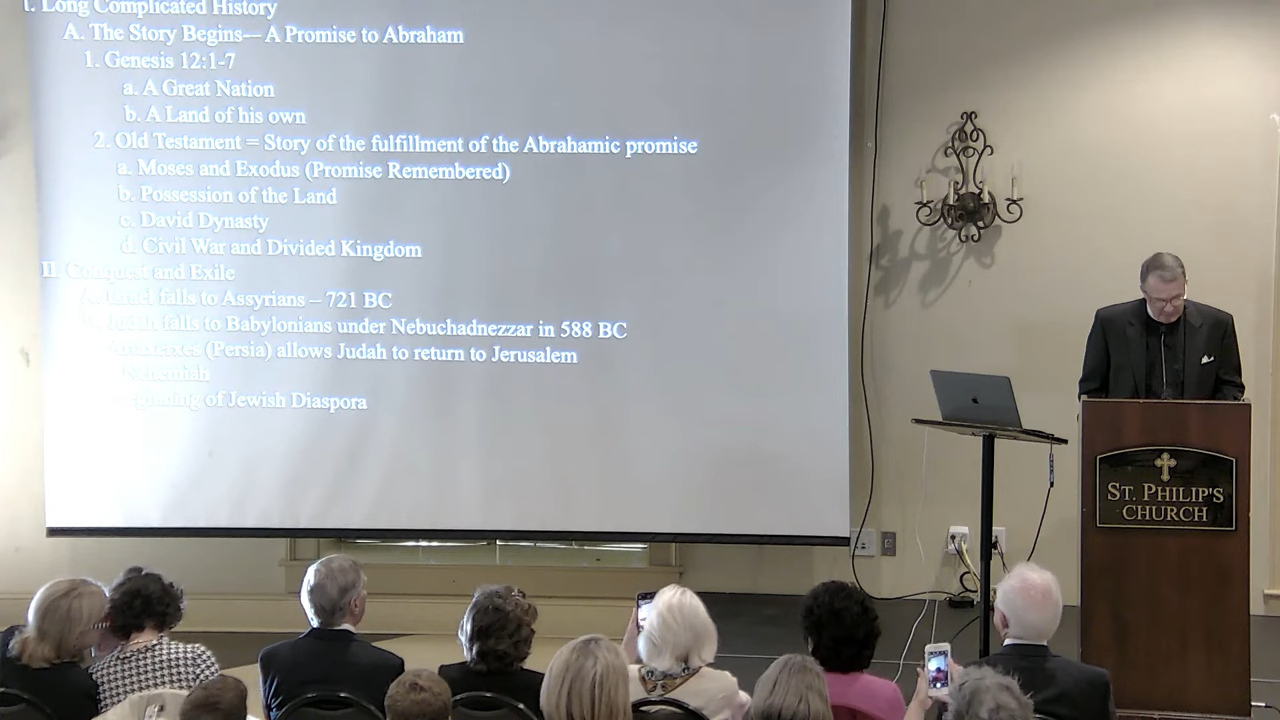 I. Long Complicated History
A. The Story Begins— A Promise to Abraham
1. Genesis 12:1-7
a. A Great Nation
b. A Land of his own
2. Old Testament = Story of the fulfillment of the Abrahamic promise
a. Moses and Exodus (Promise Remembered)
b. Possession of the Land
c. David Dynasty
d. Civil War and Divided Kingdom
II. Conquest and Exile
A. Israel falls to Assyrians – 721 BC
Judah falls to Babylonians under Nebuchadnezzar in 588 BC
Artaxerxes (Persia) allows Judah to return to Jerusalem
Nehemiah
Beginning of Jewish Diaspora
ST. PHILIP'S
CHURCH